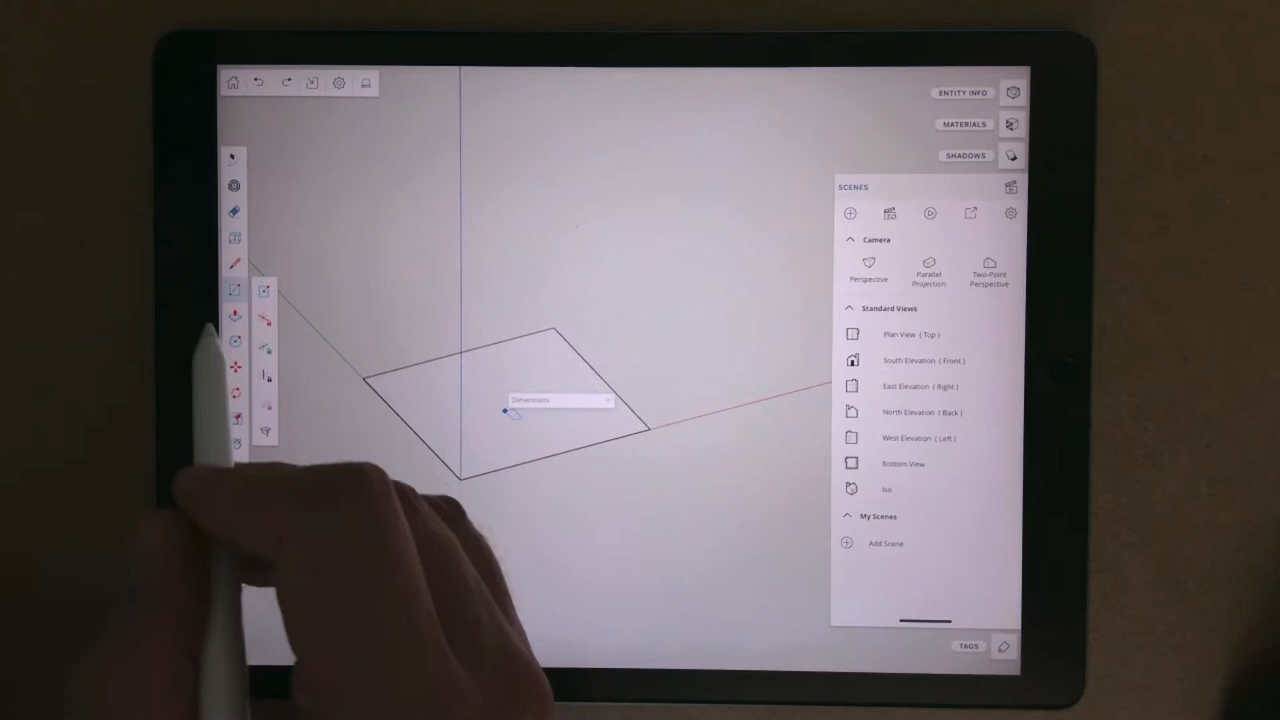 ENTITY INFO
MATERIALS
SHADOWS
SCENES
Camera
Perspective
Parallel
Projection
Two-Point
Perspective
Standard Views
Plan View ( Top )
South Elevation ( Front )
East Elevation ( Right )
North Elevation ( Back )
West Elevation ( Left )
Bottom View
Iso
My Scenes
Add Scene
TAGS
Dimensions